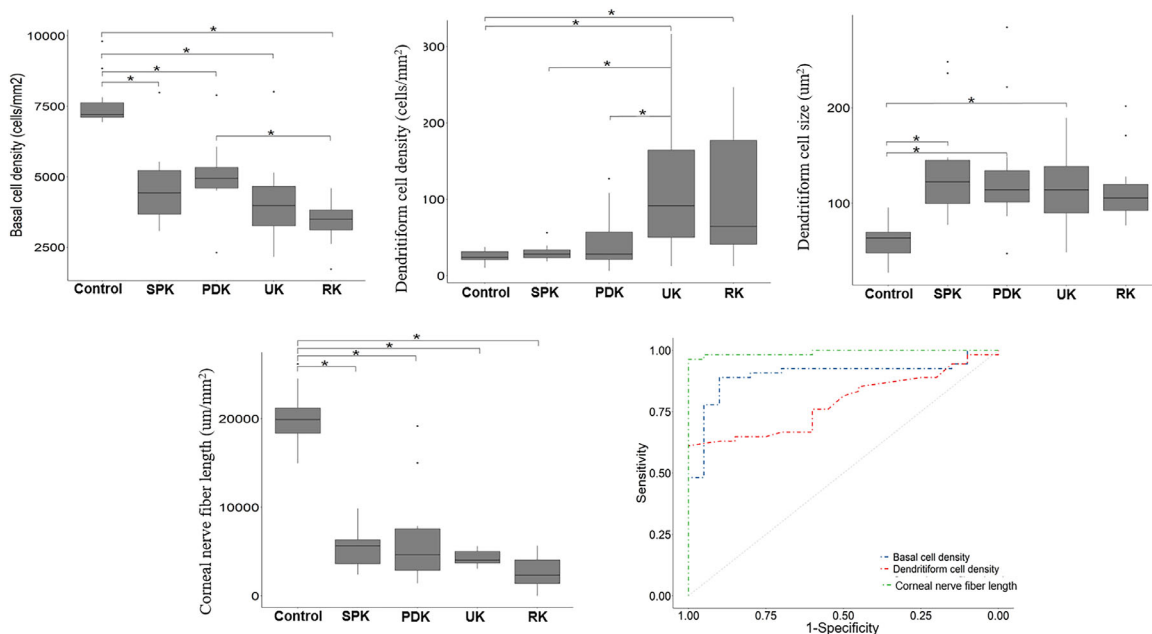 Basal cell density (cells/mm2)
10000
7500
5000
2500
*
*
*
*
*
Control SPK PDK UK RK
Dendritiform cell density (cells/mm²)
300
200
100
0
*
*
*
*
Control SPK PDK UK RK
Dendritiform cell size (um²)
200
100
*
*
*
Control SPK PDK UK RK
Corneal nerve fiber length (um/mm²)
20000
10000
0
*
*
*
*
Control SPK PDK UK RK
Sensitivity
1.00
0.75
0.50
0.25
0.00
Basal cell density
Dendritiform cell density
Corneal nerve fiber length
1.00 0.75 0.50 0.25 0.00
1-Specificity